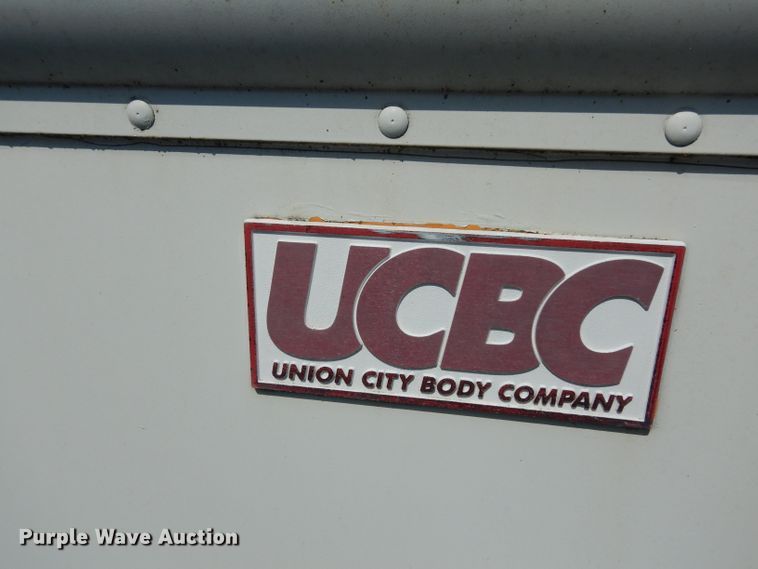 UCBC
UNION CITY BODY COMPANY
Purple Wave Auction